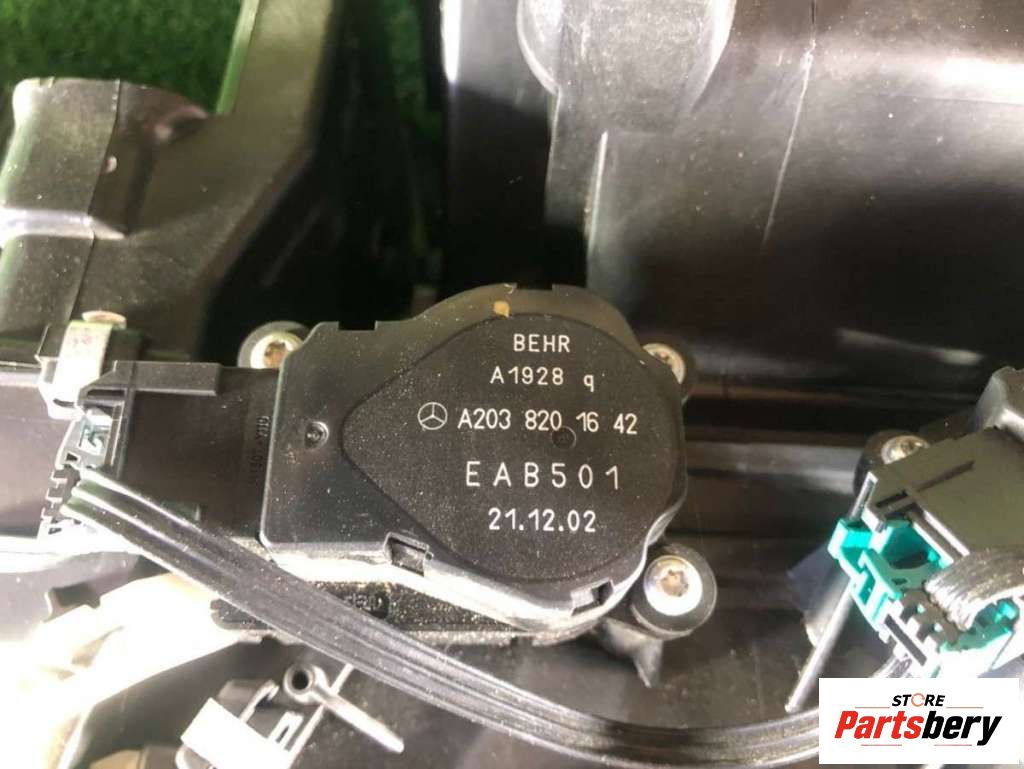 BEHR
A1928 q
A203 820 16 42
EAB501
21.12.02
STORE
Partsbery